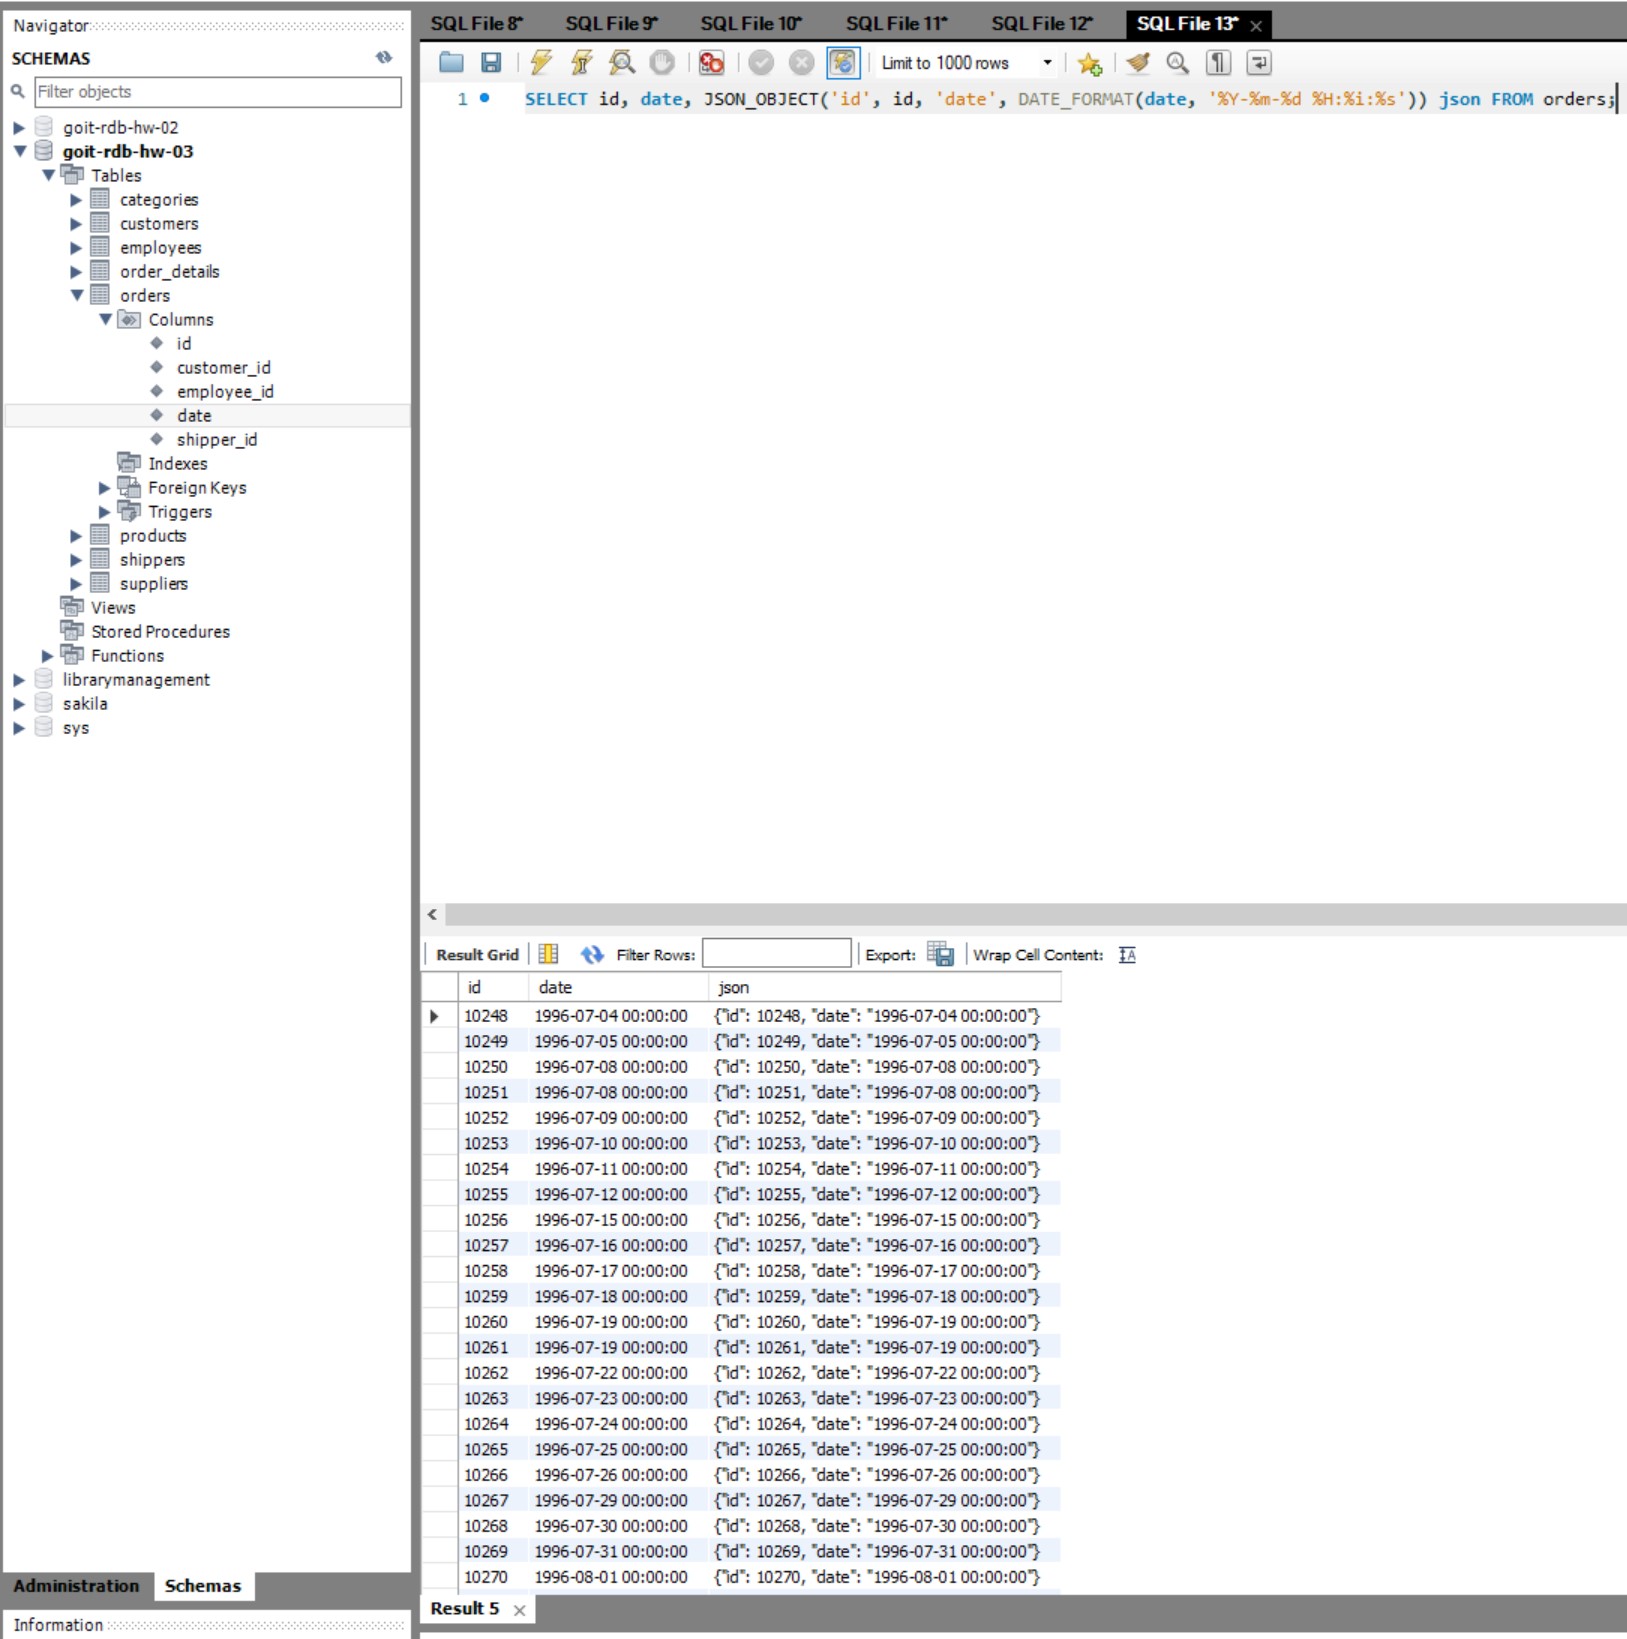 Navigator
SCHEMAS
Filter objects
goit-rdb-hw-02
goit-rdb-hw-03
Tables
categories
customers
employees
order_details
orders
Columns
id
customer_id
employee_id
date
shipper_id
Indexes
Foreign Keys
Triggers
products
shippers
suppliers
Views
Stored Procedures
Functions
librarymanagement
sakila
sys
Administration Schemas
Information
SQL File 8* SQL File 9* SQL File 10* SQL File 11* SQL File 12* SQL File 13*
Limit to 1000 rows
1 SELECT id, date, JSON_OBJECT('id', id, 'date', DATE_FORMAT(date, '%Y-%m-%d %H:%i:%s')) json FROM orders;
Result Grid Filter Rows: Export: Wrap Cell Content:
id date json
10248 1996-07-04 00:00:00 {"id": 10248, "date": "1996-07-04 00:00:00"}
10249 1996-07-05 00:00:00 {"id": 10249, "date": "1996-07-05 00:00:00"}
10250 1996-07-08 00:00:00 {"id": 10250, "date": "1996-07-08 00:00:00"}
10251 1996-07-08 00:00:00 {"id": 10251, "date": "1996-07-08 00:00:00"}
10252 1996-07-09 00:00:00 {"id": 10252, "date": "1996-07-09 00:00:00"}
10253 1996-07-10 00:00:00 {"id": 10253, "date": "1996-07-10 00:00:00"}
10254 1996-07-11 00:00:00 {"id": 10254, "date": "1996-07-11 00:00:00"}
10255 1996-07-12 00:00:00 {"id": 10255, "date": "1996-07-12 00:00:00"}
10256 1996-07-15 00:00:00 {"id": 10256, "date": "1996-07-15 00:00:00"}
10257 1996-07-16 00:00:00 {"id": 10257, "date": "1996-07-16 00:00:00"}
10258 1996-07-17 00:00:00 {"id": 10258, "date": "1996-07-17 00:00:00"}
10259 1996-07-18 00:00:00 {"id": 10259, "date": "1996-07-18 00:00:00"}
10260 1996-07-19 00:00:00 {"id": 10260, "date": "1996-07-19 00:00:00"}
10261 1996-07-19 00:00:00 {"id": 10261, "date": "1996-07-19 00:00:00"}
10262 1996-07-22 00:00:00 {"id": 10262, "date": "1996-07-22 00:00:00"}
10263 1996-07-23 00:00:00 {"id": 10263, "date": "1996-07-23 00:00:00"}
10264 1996-07-24 00:00:00 {"id": 10264, "date": "1996-07-24 00:00:00"}
10265 1996-07-25 00:00:00 {"id": 10265, "date": "1996-07-25 00:00:00"}
10266 1996-07-26 00:00:00 {"id": 10266, "date": "1996-07-26 00:00:00"}
10267 1996-07-29 00:00:00 {"id": 10267, "date": "1996-07-29 00:00:00"}
10268 1996-07-30 00:00:00 {"id": 10268, "date": "1996-07-30 00:00:00"}
10269 1996-07-31 00:00:00 {"id": 10269, "date": "1996-07-31 00:00:00"}
10270 1996-08-01 00:00:00 {"id": 10270, "date": "1996-08-01 00:00:00"}
Result 5